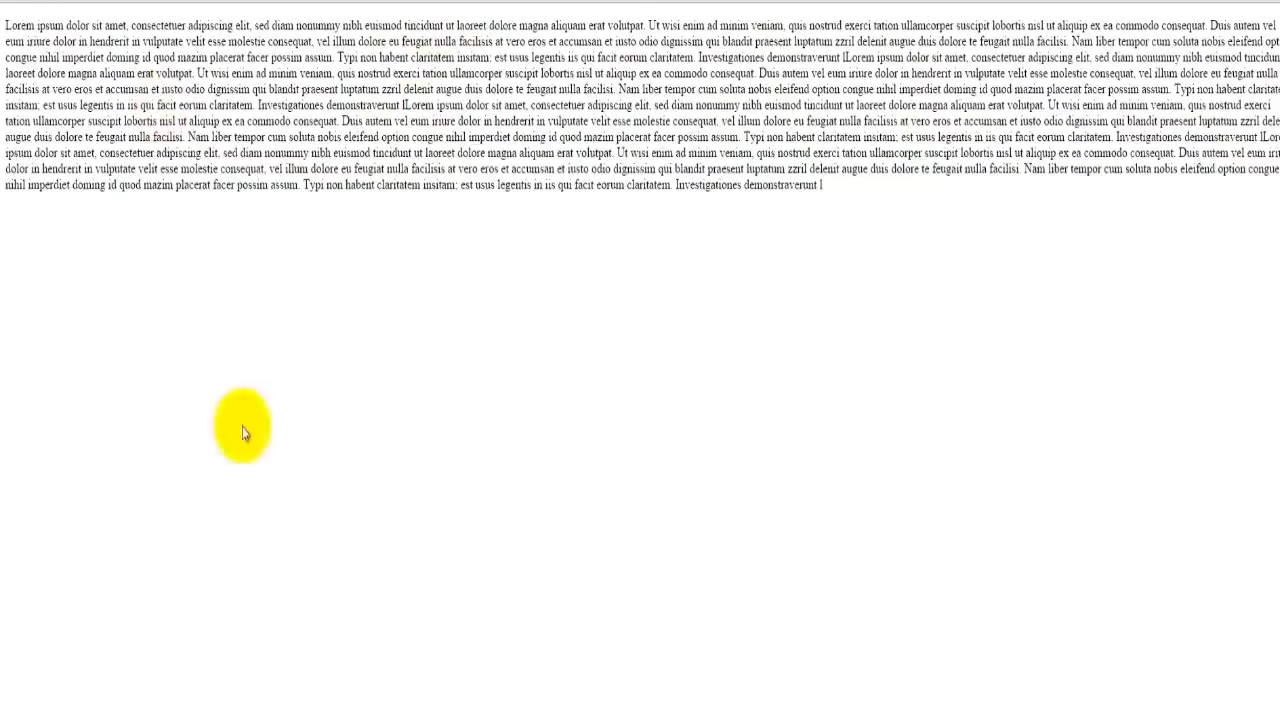 Lorem ipsum dolor sit amet, consectetuer adipiscing elit, sed diam nonummy nibh euismod tincidunt ut laoreet dolore magna aliquam erat volutpat. Ut wisi enim ad minim veniam, quis nostrud exerci tation ullamcorper suscipit lobortis nisl ut aliquip ex ea commodo consequat. Duis autem vel
eum iriure dolor in hendrerit in vulputate velit esse molestie consequat, vel illum dolore eu feugiat nulla facilisis at vero eros et accumsan et iusto odio dignissim qui blandit praesent luptatum zzril delenit augue duis dolore te feugait nulla facilisi. Nam liber tempor cum soluta nobis eleifend opt
congue nihil imperdiet doming id quod mazim placerat facer possim assum. Typi non habent claritatem insitam; est usus legentis iis qui facit eorum claritatem. Investigationes demonstraverunt lLorem ipsum dolor sit amet, consectetuer adipiscing elit, sed diam nonummy nibh euismod tincidun
laoreet dolore magna aliquam erat volutpat. Ut wisi enim ad minim veniam, quis nostrud exerci tation ullamcorper suscipit lobortis nisl ut aliquip ex ea commodo consequat. Duis autem vel eum iriure dolor in hendrerit in vulputate velit esse molestie consequat, vel illum dolore eu feugiat nulla
facilisis at vero eros et accumsan et iusto odio dignissim qui blandit praesent luptatum zzril delenit augue duis dolore te feugait nulla facilisi. Nam liber tempor cum soluta nobis eleifend option congue nihil imperdiet doming id quod mazim placerat facer possim assum. Typi non habent claritate
insitam; est usus legentis in iis qui facit eorum claritatem. Investigationes demonstraverunt lLorem ipsum dolor sit amet, consectetuer adipiscing elit, sed diam nonummy nibh euismod tincidunt ut laoreet dolore magna aliquam erat volutpat. Ut wisi enim ad minim veniam, quis nostrud exerci
tation ullamcorper suscipit lobortis nisl ut aliquip ex ea commodo consequat. Duis autem vel eum iriure dolor in hendrerit in vulputate velit esse molestie consequat, vel illum dolore eu feugiat nulla facilisis at vero eros et accumsan et iusto odio dignissim qui blandit praesent luptatum zzril dele
augue duis dolore te feugait nulla facilisi. Nam liber tempor cum soluta nobis eleifend option congue nihil imperdiet doming id quod mazim placerat facer possim assum. Typi non habent claritatem insitam; est usus legentis in iis qui facit eorum claritatem. Investigationes demonstraverunt lLore
ipsum dolor sit amet, consectetuer adipiscing elit, sed diam nonummy nibh euismod tincidunt ut laoreet dolore magna aliquam erat volutpat. Ut wisi enim ad minim veniam, quis nostrud exerci tation ullamcorper suscipit lobortis nisl ut aliquip ex ea commodo consequat. Duis autem vel eum iriu
dolor in hendrerit in vulputate velit esse molestie consequat, vel illum dolore eu feugiat nulla facilisis at vero eros et accumsan et iusto odio dignissim qui blandit praesent luptatum zzril delenit augue duis dolore te feugait nulla facilisi. Nam liber tempor cum soluta nobis eleifend option congue
nihil imperdiet doming id quod mazim placerat facer possim assum. Typi non habent claritatem insitam; est usus legentis in iis qui facit eorum claritatem. Investigationes demonstraverunt l